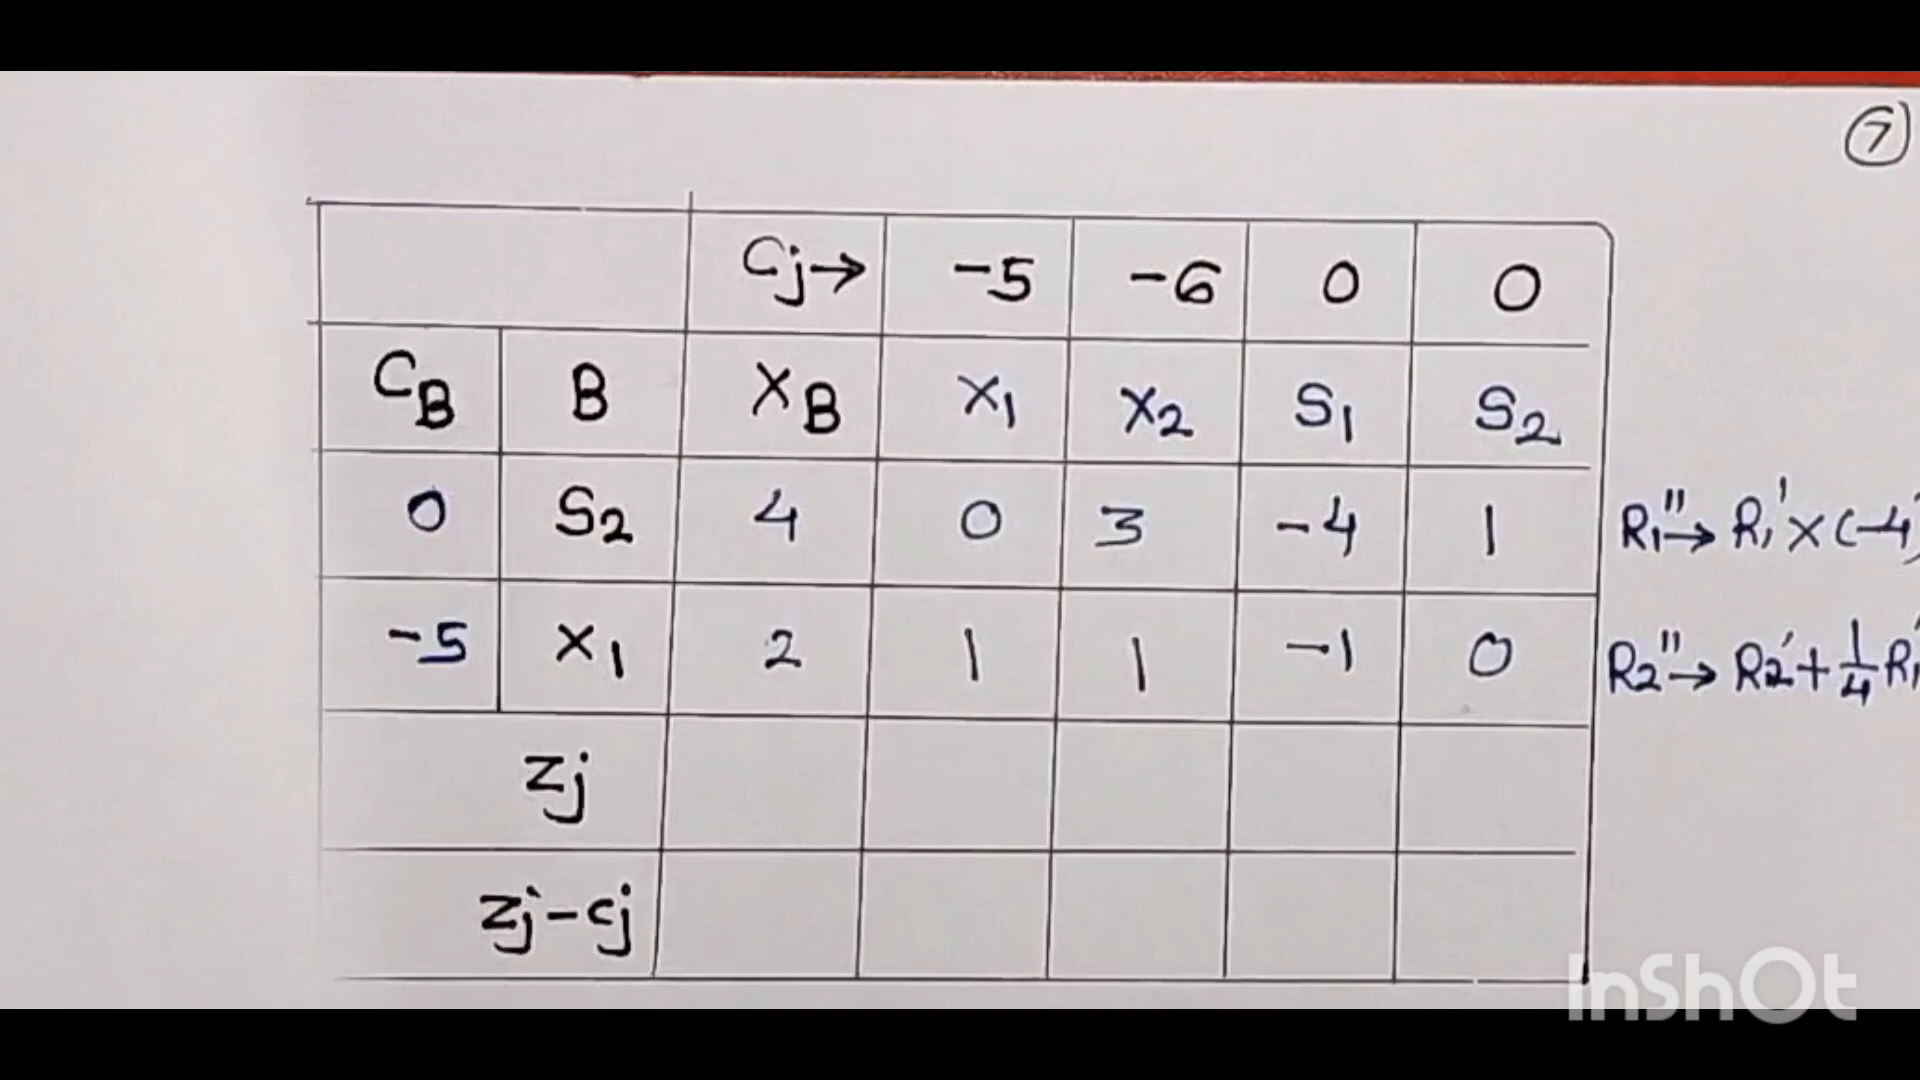 7
Cj→ -5 -6 0 0
CB B XB X1 X2 S1 S2
0 S2 4 0 3 -4 1 R1''→ R1' × (-4)
-5 X1 2 1 1 -1 0 R2''→ R2' + 1/4 R1'
Zj
Zj-Cj
InShOt